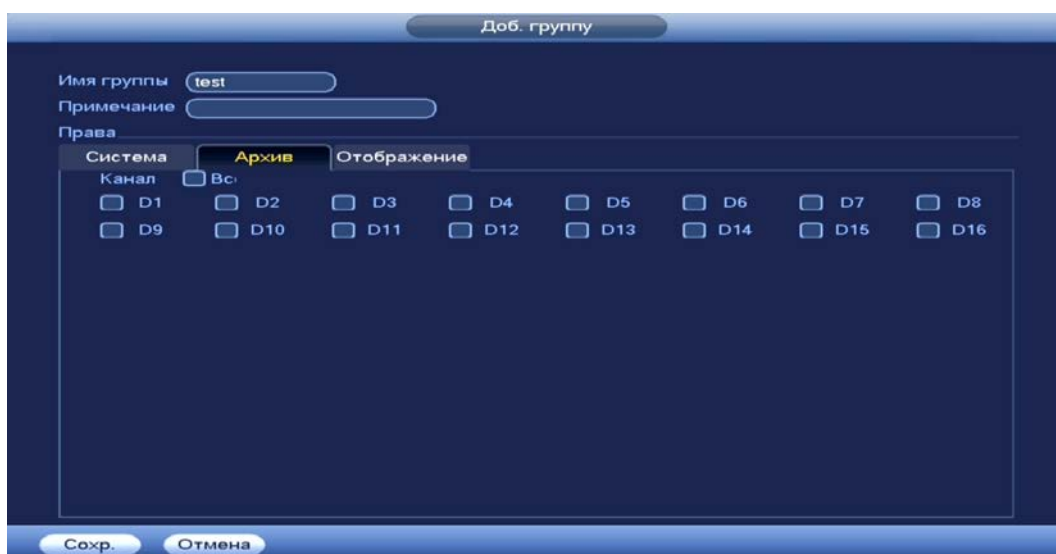 Доб. группу
Имя группы test
Примечание
Права
Система Архив Отображение
Канал Вс
D1 D2 D3 D4 D5 D6 D7 D8
D9 D10 D11 D12 D13 D14 D15 D16
Сохр. Отмена